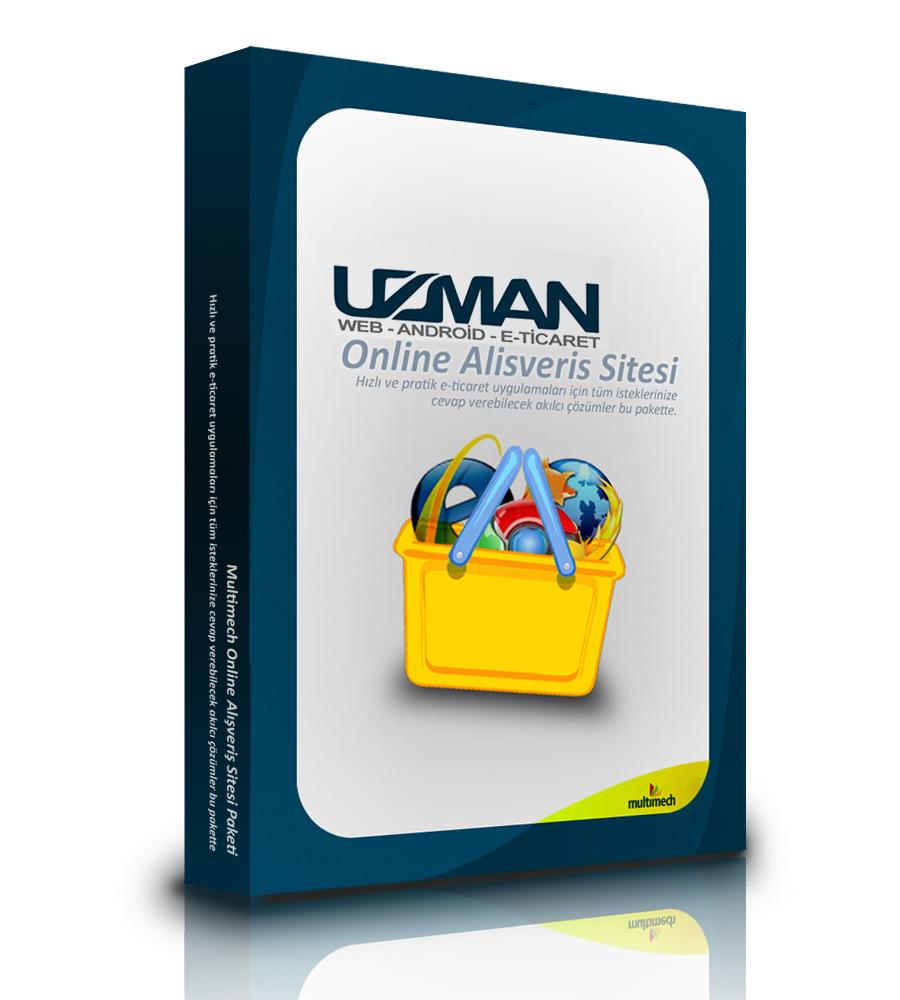 UZMAN
WEB - ANDROİD - E-TİCARET
Online Alisveris Sitesi
Hızlı ve pratik e-ticaret uygulamaları için tüm isteklerinize
cevap verebilecek akılcı çözümler bu pakette.
multimech
Multimech Online Alışveriş Sitesi Paketi
Hızlı ve pratik e-ticaret uygulamaları için tüm isteklerinize cevap verebilecek akılcı çözümler bu pakette
multimech